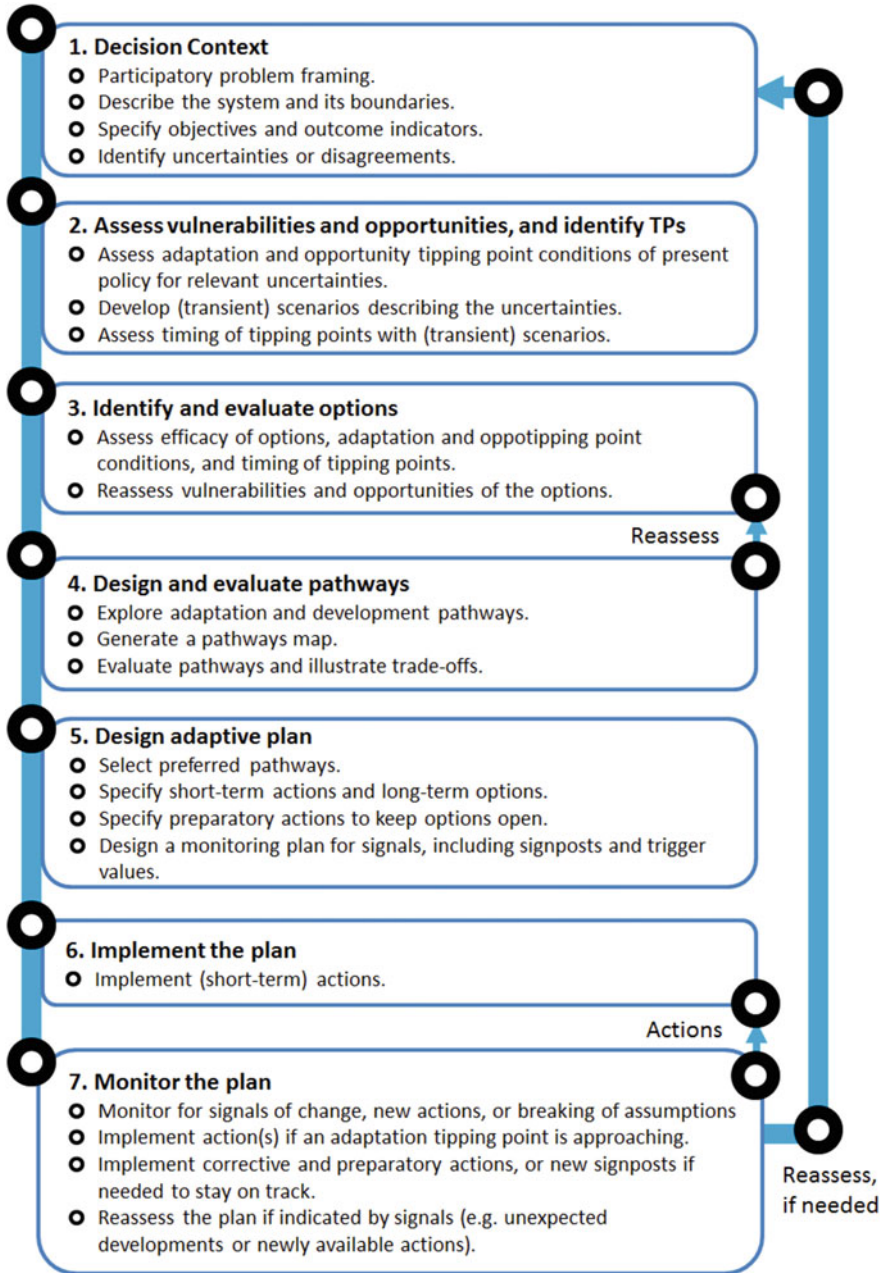 1. Decision Context
Participatory problem framing.
Describe the system and its boundaries.
Specify objectives and outcome indicators.
Identify uncertainties or disagreements.
2. Assess vulnerabilities and opportunities, and identify TPs
Assess adaptation and opportunity tipping point conditions of present
policy for relevant uncertainties.
Develop (transient) scenarios describing the uncertainties.
Assess timing of tipping points with (transient) scenarios.
3. Identify and evaluate options
Assess efficacy of options, adaptation and oppotipping point
conditions, and timing of tipping points.
Reassess vulnerabilities and opportunities of the options.
Reassess
4. Design and evaluate pathways
Explore adaptation and development pathways.
Generate a pathways map.
Evaluate pathways and illustrate trade-offs.
5. Design adaptive plan
Select preferred pathways.
Specify short-term actions and long-term options.
Specify preparatory actions to keep options open.
Design a monitoring plan for signals, including signposts and trigger
values.
6. Implement the plan
Implement (short-term) actions.
Actions
7. Monitor the plan
Monitor for signals of change, new actions, or breaking of assumptions
Implement action(s) if an adaptation tipping point is approaching.
Implement corrective and preparatory actions, or new signposts if
needed to stay on track.
Reassess the plan if indicated by signals (e.g. unexpected
developments or newly available actions).
Reassess,
if needed